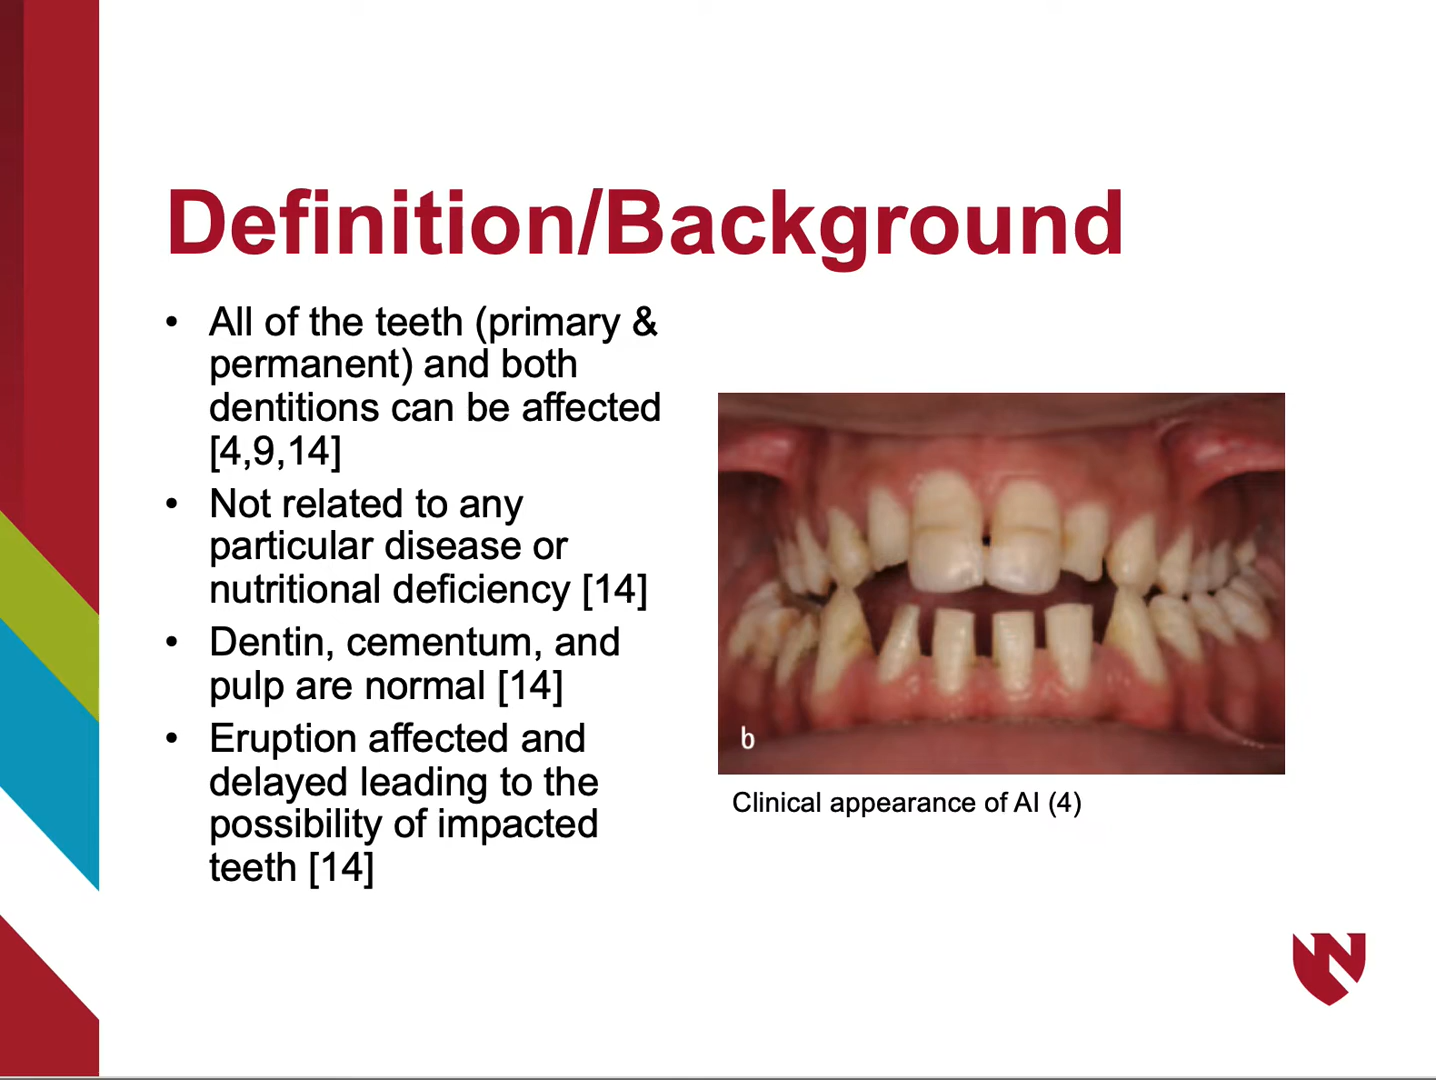 Definition/Background
• All of the teeth (primary &
permanent) and both
dentitions can be affected
[4,9,14]
• Not related to any
particular disease or
nutritional deficiency [14]
• Dentin, cementum, and
pulp are normal [14]
• Eruption affected and
delayed leading to the
possibility of impacted
teeth [14]
b
Clinical appearance of AI (4)